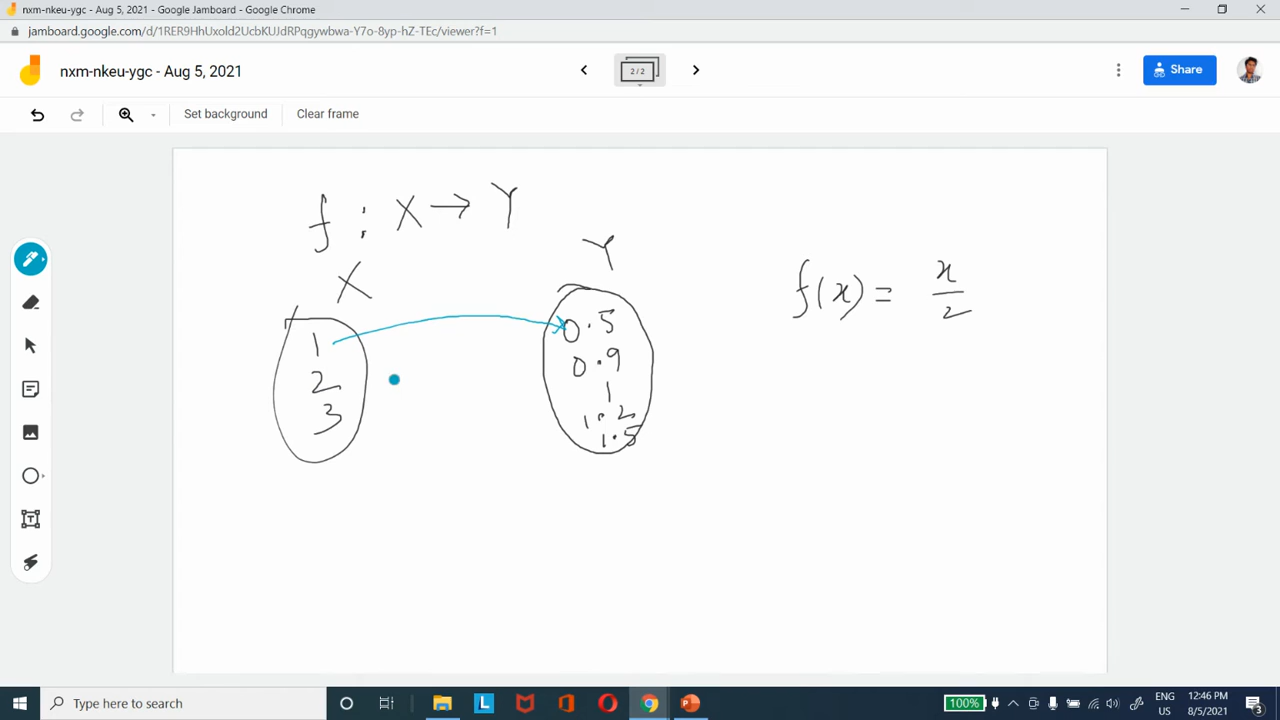 nxm-nkeu-ygc - Aug 5, 2021 - Google Jamboard - Google Chrome
jamboard.google.com/d/1RER9HhUxold2UcbKUJdRPqgywbwa-Y7o-8yp-hZ-TEc/viewer?f=1
nxm-nkeu-ygc - Aug 5, 2021
2 / 2
Share
Set background
Clear frame
f : X → Y
X
Y
f(x) = x/2
1
2
3
0.5
0.9
1
1.2
1.5
Type here to search
L
100%
ENG
US
12:46 PM
8/5/2021
3